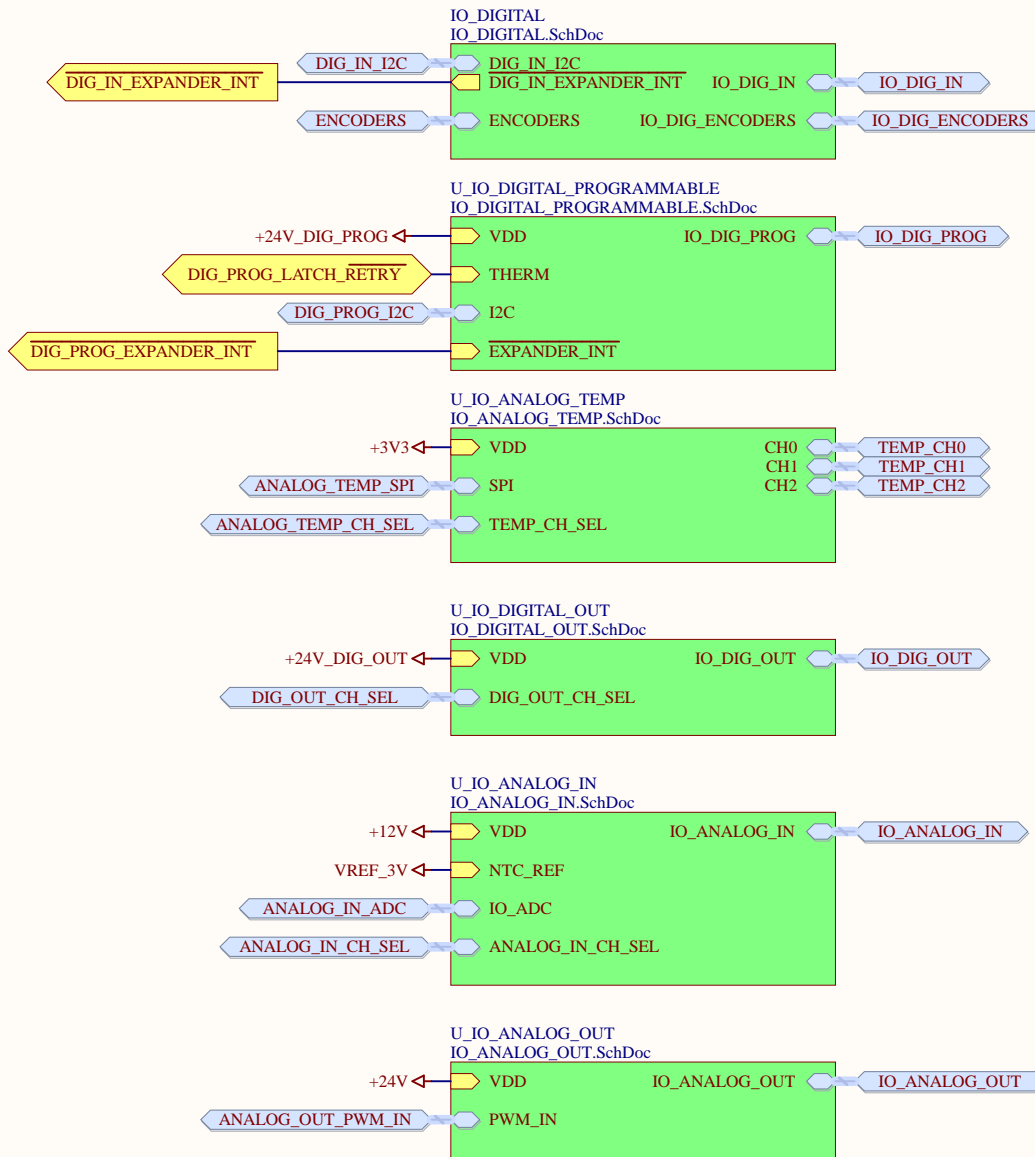 IO_DIGITAL
IO_DIGITAL.SchDoc
DIG_IN_I2C DIG_IN_I2C
DIG_IN_EXPANDER_INT DIG_IN_EXPANDER_INT IO_DIG_IN IO_DIG_IN
ENCODERS ENCODERS IO_DIG_ENCODERS IO_DIG_ENCODERS
U_IO_DIGITAL_PROGRAMMABLE
IO_DIGITAL_PROGRAMMABLE.SchDoc
+24V_DIG_PROG VDD IO_DIG_PROG IO_DIG_PROG
DIG_PROG_LATCH_RETRY THERM
DIG_PROG_I2C I2C
DIG_PROG_EXPANDER_INT EXPANDER_INT
U_IO_ANALOG_TEMP
IO_ANALOG_TEMP.SchDoc
+3V3 VDD CH0 TEMP_CH0
CH1 TEMP_CH1
ANALOG_TEMP_SPI SPI CH2 TEMP_CH2
ANALOG_TEMP_CH_SEL TEMP_CH_SEL
U_IO_DIGITAL_OUT
IO_DIGITAL_OUT.SchDoc
+24V_DIG_OUT VDD IO_DIG_OUT IO_DIG_OUT
DIG_OUT_CH_SEL DIG_OUT_CH_SEL
U_IO_ANALOG_IN
IO_ANALOG_IN.SchDoc
+12V VDD IO_ANALOG_IN IO_ANALOG_IN
VREF_3V NTC_REF
ANALOG_IN_ADC IO_ADC
ANALOG_IN_CH_SEL ANALOG_IN_CH_SEL
U_IO_ANALOG_OUT
IO_ANALOG_OUT.SchDoc
+24V VDD IO_ANALOG_OUT IO_ANALOG_OUT
ANALOG_OUT_PWM_IN PWM_IN